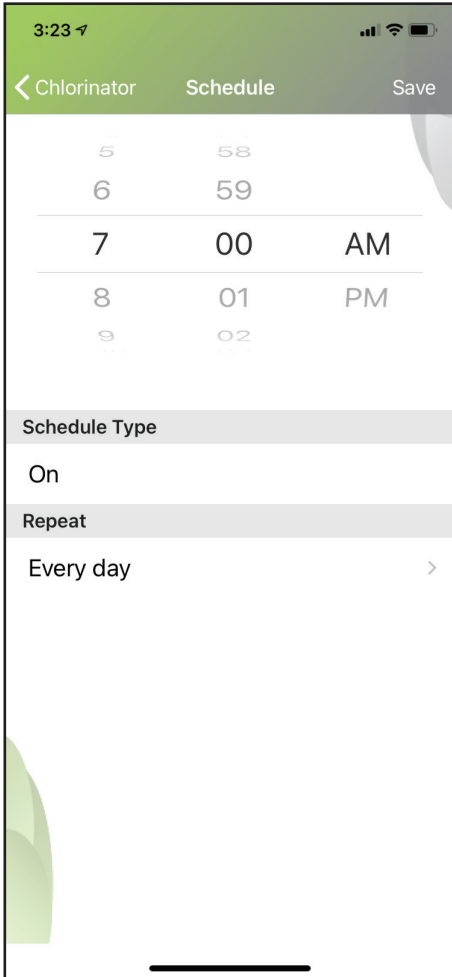 3:23
Chlorinator Schedule Save
5 58
6 59
7 00 AM
8 01 PM
9 02
Schedule Type
On
Repeat
Every day